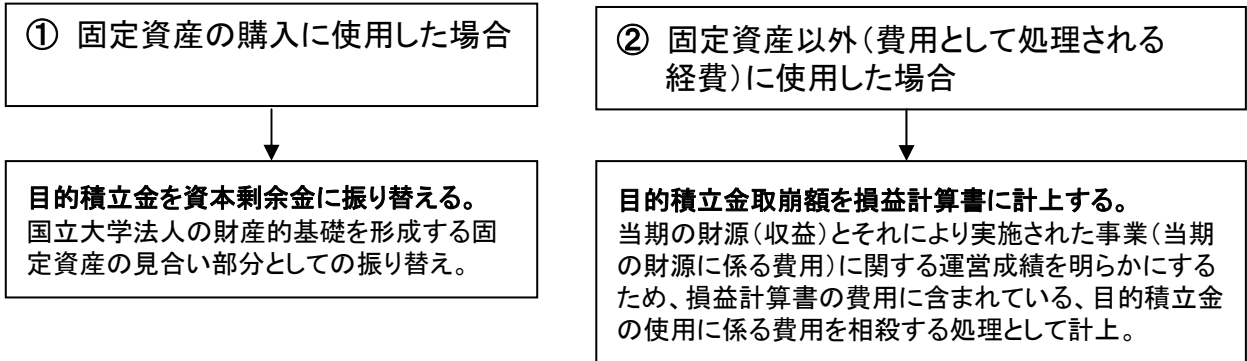 ① 固定資産の購入に使用した場合
目的積立金を資本剰余金に振り替える。
国立大学法人の財産的基礎を形成する固
定資産の見合い部分としての振り替え。
② 固定資産以外(費用として処理される
経費)に使用した場合
目的積立金取崩額を損益計算書に計上する。
当期の財源(収益)とそれにより実施された事業(当期
の財源に係る費用)に関する運営成績を明らかにする
ため、損益計算書の費用に含まれている、目的積立金
の使用に係る費用を相殺する処理として計上。